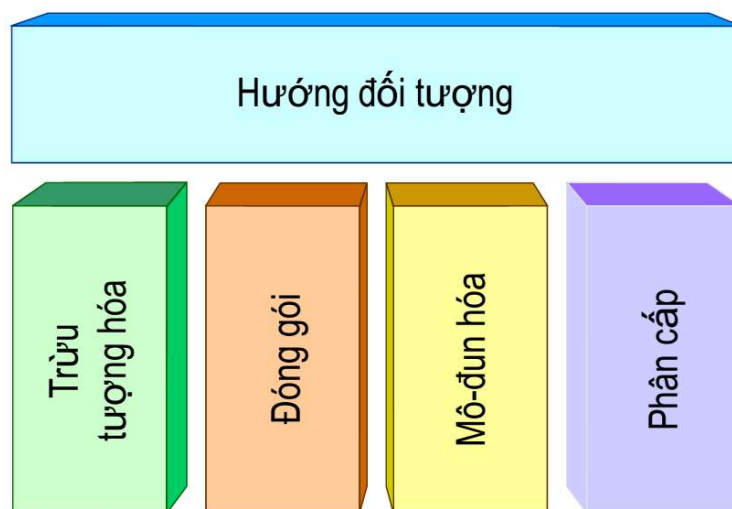 Hướng đối tượng
Trừu
tượng hóa
Đóng gói
Mô-đun hóa
Phân cấp